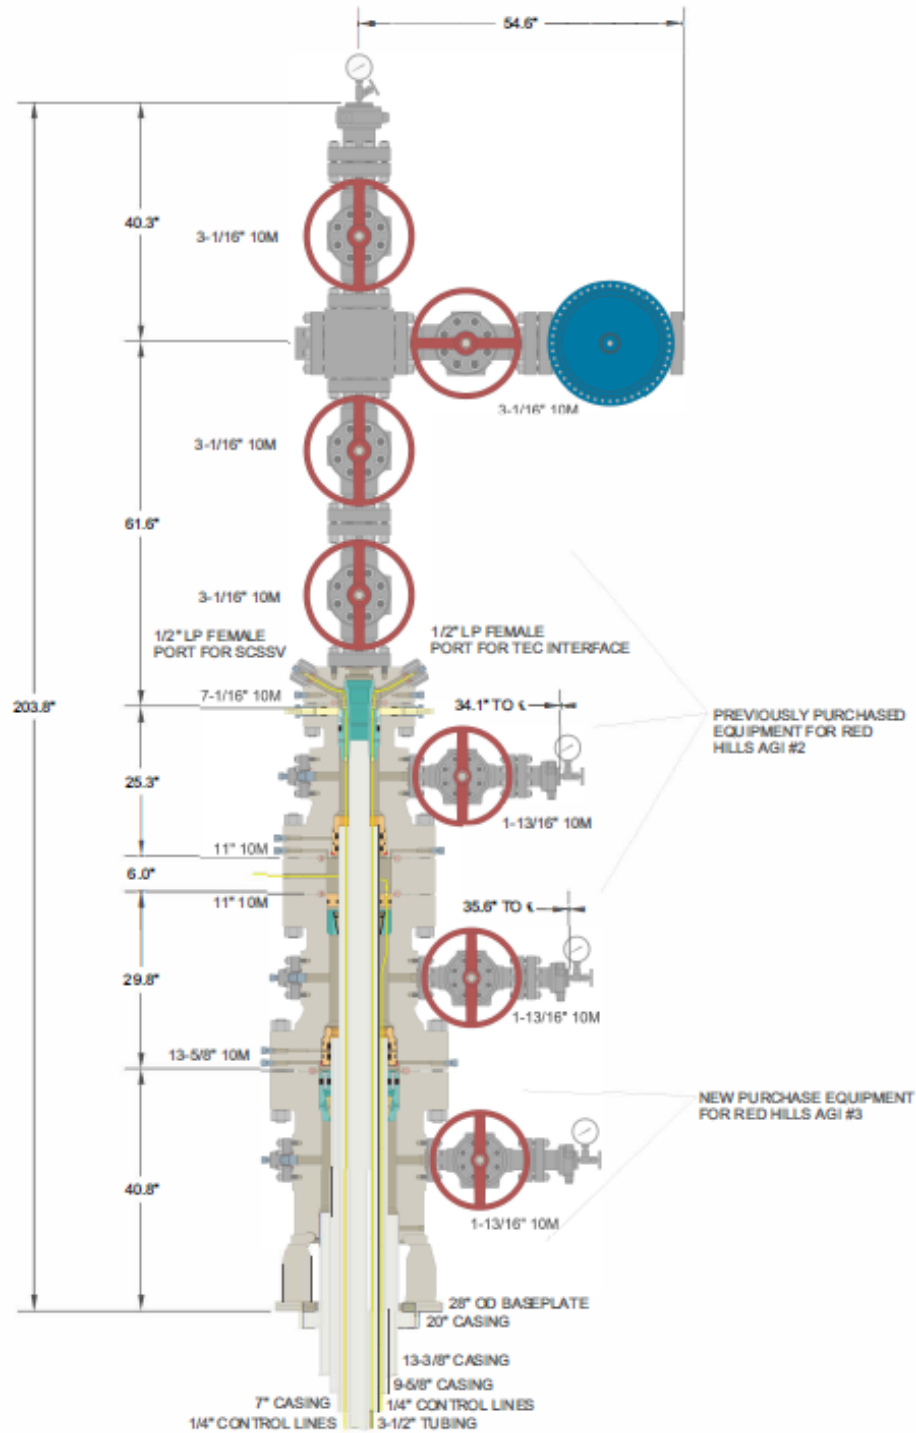 54.6"
40.3"
3-1/16" 10M
3-1/16" 10M
3-1/16" 10M
61.6"
3-1/16" 10M
1/2" LP FEMALE
PORT FOR SCSSV
1/2" LP FEMALE
PORT FOR TEC INTERFACE
7-1/16" 10M
203.8"
34.1" TO ℄
PREVIOUSLY PURCHASED
EQUIPMENT FOR RED
HILLS AGI #2
25.3"
1-13/16" 10M
11" 10M
6.0"
11" 10M
35.6" TO ℄
29.8"
1-13/16" 10M
13-5/8" 10M
NEW PURCHASE EQUIPMENT
FOR RED HILLS AGI #3
40.8"
1-13/16" 10M
28" OD BASEPLATE
20" CASING
13-3/8" CASING
9-5/8" CASING
7" CASING
1/4" CONTROL LINES
1/4" CONTROL LINES
3-1/2" TUBING